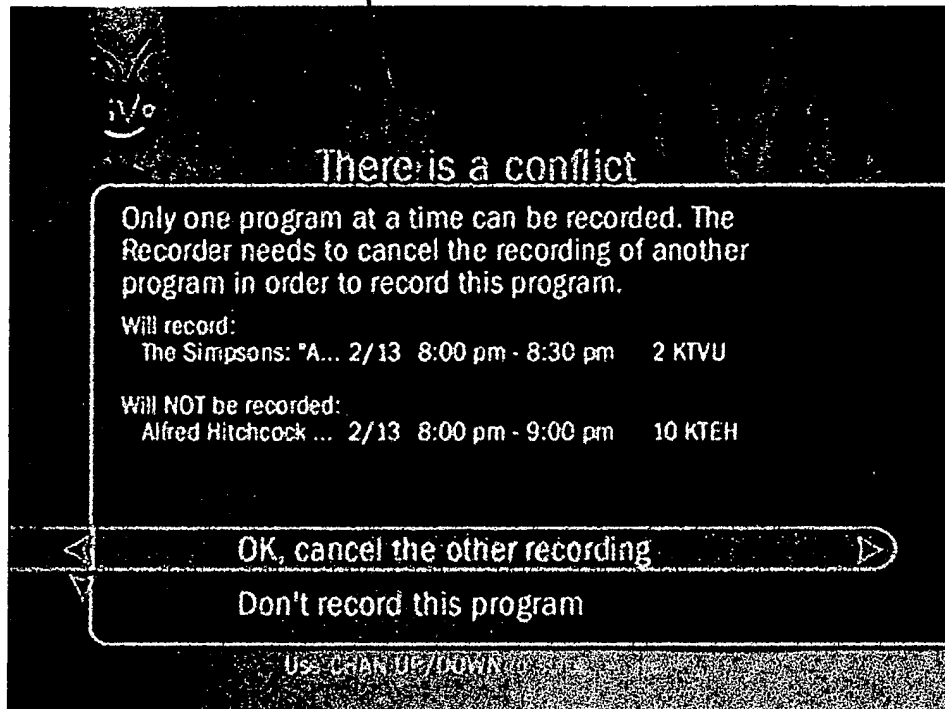 TiVo
There is a conflict
Only one program at a time can be recorded. The
Recorder needs to cancel the recording of another
program in order to record this program.
Will record:
The Simpsons: "A... 2/13 8:00 pm - 8:30 pm 2 KTVU
Will NOT be recorded:
Alfred Hitchcock ... 2/13 8:00 pm - 9:00 pm 10 KTEH
OK, cancel the other recording
Don't record this program
Use CHAN UP/DOWN